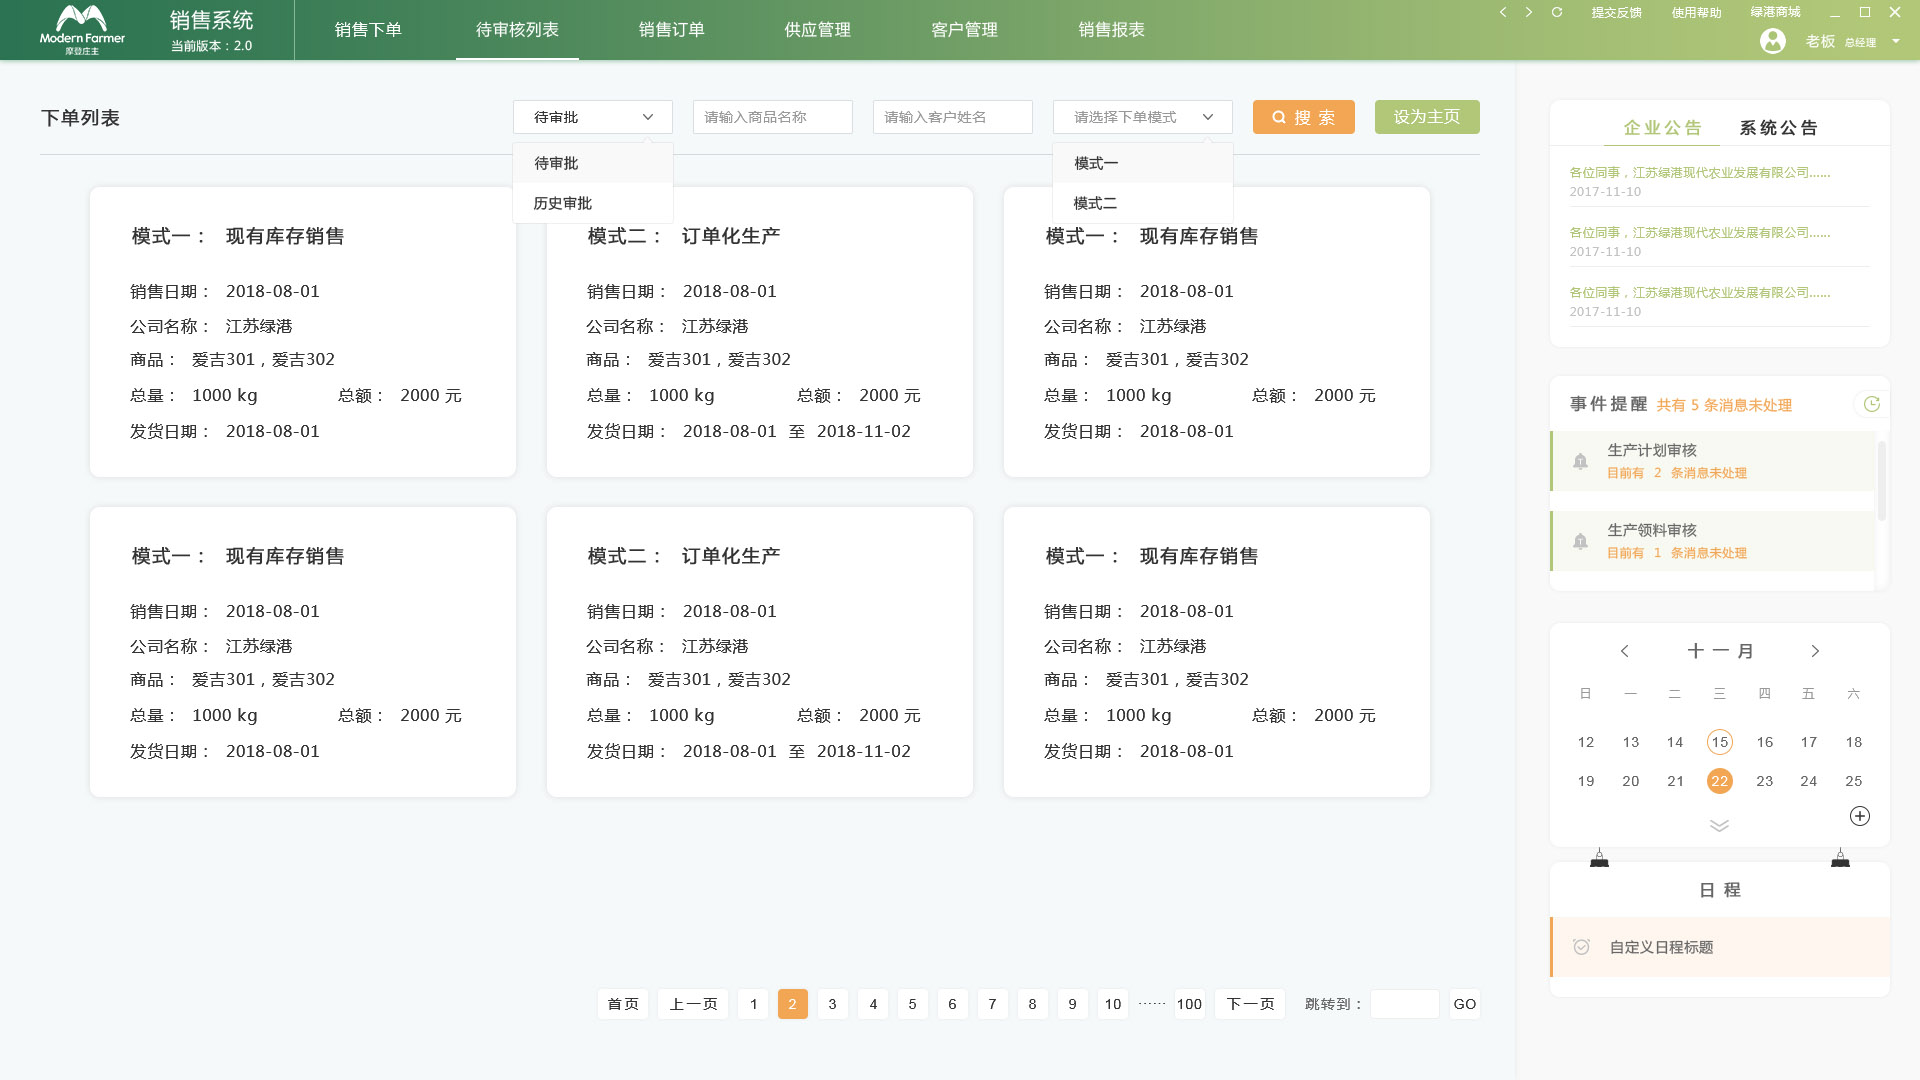 Modern Farmer
摩登庄主
销售系统
当前版本：2.0
销售下单 待审核列表 销售订单 供应管理 客户管理 销售报表
提交反馈 使用帮助 绿港商城
老板 总经理
下单列表
待审批 请输入商品名称 请输入客户姓名 请选择下单模式 搜 索 设为主页
待审批
历史审批
模式一
模式二
模式一： 现有库存销售
销售日期： 2018-08-01
公司名称： 江苏绿港
商品： 爱吉301，爱吉302
总量： 1000 kg 总额： 2000 元
发货日期： 2018-08-01
模式二： 订单化生产
销售日期： 2018-08-01
公司名称： 江苏绿港
商品： 爱吉301，爱吉302
总量： 1000 kg 总额： 2000 元
发货日期： 2018-08-01 至 2018-11-02
模式一： 现有库存销售
销售日期： 2018-08-01
公司名称： 江苏绿港
商品： 爱吉301，爱吉302
总量： 1000 kg 总额： 2000 元
发货日期： 2018-08-01
模式一： 现有库存销售
销售日期： 2018-08-01
公司名称： 江苏绿港
商品： 爱吉301，爱吉302
总量： 1000 kg 总额： 2000 元
发货日期： 2018-08-01
模式二： 订单化生产
销售日期： 2018-08-01
公司名称： 江苏绿港
商品： 爱吉301，爱吉302
总量： 1000 kg 总额： 2000 元
发货日期： 2018-08-01 至 2018-11-02
模式一： 现有库存销售
销售日期： 2018-08-01
公司名称： 江苏绿港
商品： 爱吉301，爱吉302
总量： 1000 kg 总额： 2000 元
发货日期： 2018-08-01
首页 上一页 1 2 3 4 5 6 7 8 9 10 ······ 100 下一页 跳转到： GO
企业公告 系统公告
各位同事，江苏绿港现代农业发展有限公司......
2017-11-10
各位同事，江苏绿港现代农业发展有限公司......
2017-11-10
各位同事，江苏绿港现代农业发展有限公司......
2017-11-10
事件提醒 共有 5 条消息未处理
生产计划审核
目前有 2 条消息未处理
生产领料审核
目前有 1 条消息未处理
十一月
日 一 二 三 四 五 六
12 13 14 15 16 17 18
19 20 21 22 23 24 25
日 程
自定义日程标题